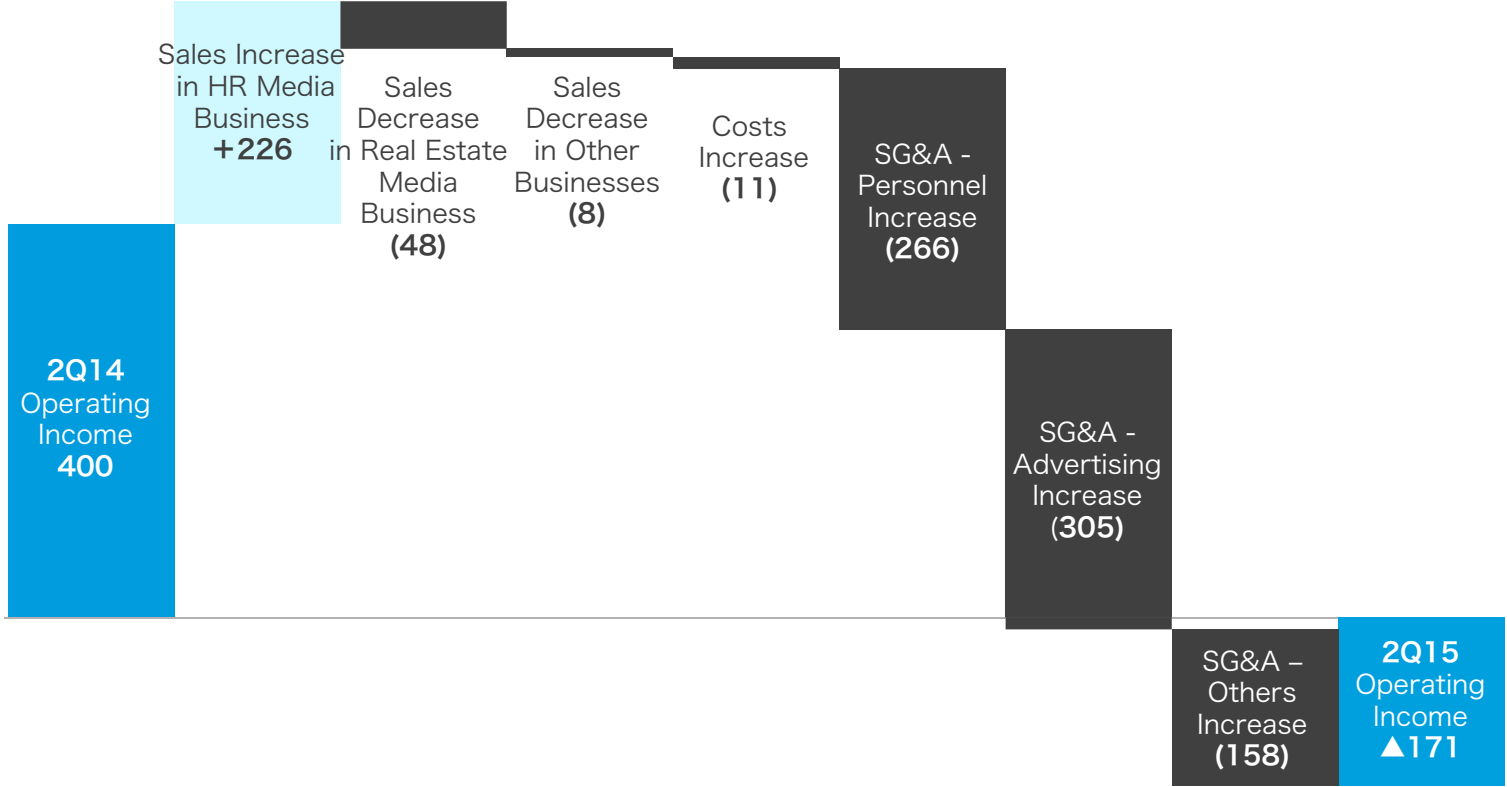 2Q14
Operating
Income
400
Sales Increase
in HR Media
Business
+226
Sales
Decrease
in Real Estate
Media
Business
(48)
Sales
Decrease
in Other
Businesses
(8)
Costs
Increase
(11)
SG&A -
Personnel
Increase
(266)
SG&A -
Advertising
Increase
(305)
SG&A –
Others
Increase
(158)
2Q15
Operating
Income
▲171